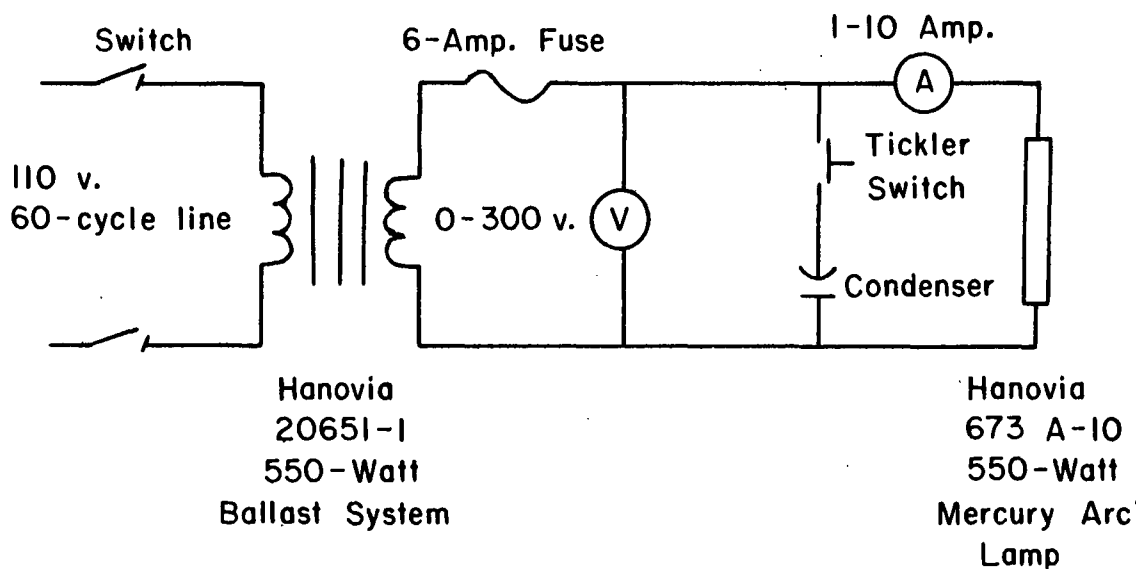 Switch
6-Amp. Fuse
1-10 Amp.
A
110 v.
60-cycle line
0-300 v.
V
Tickler
Switch
Condenser
Hanovia
20651-1
550-Watt
Ballast System
Hanovia
673 A-10
550-Watt
Mercury Arc
Lamp